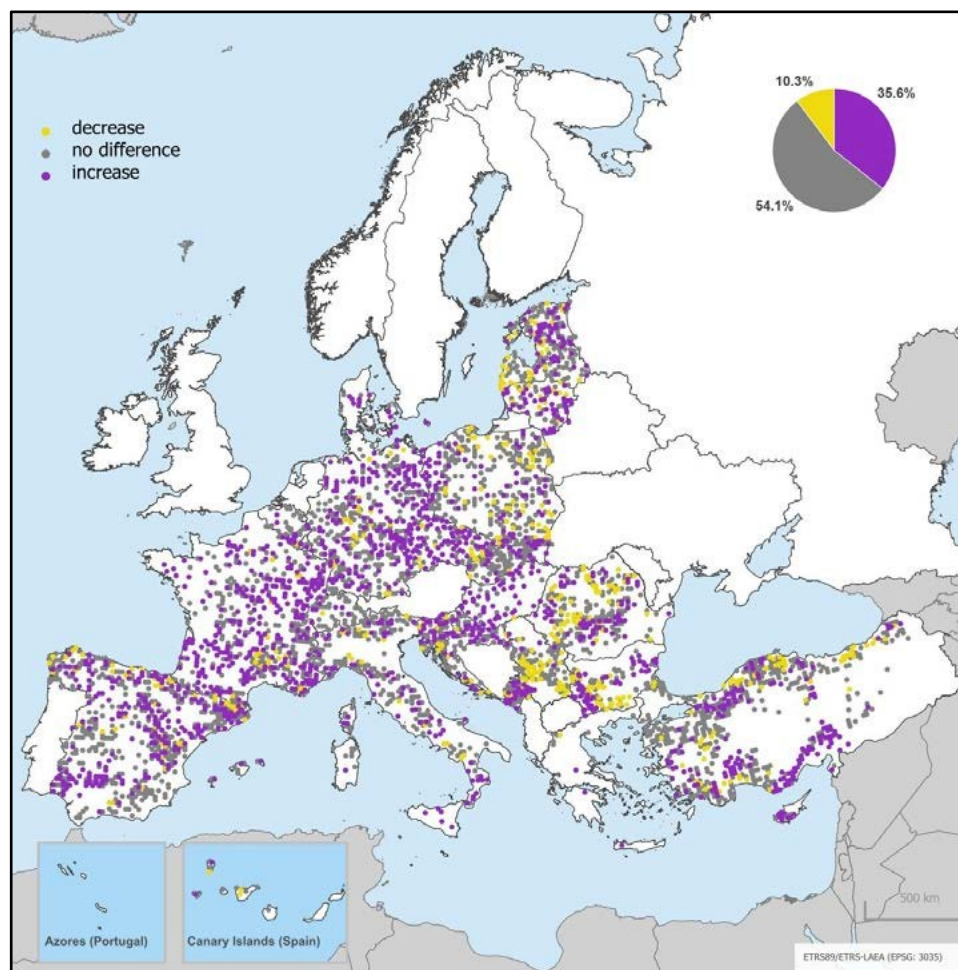 10.3%
35.6%
decrease
no difference
increase
54.1%
Azores (Portugal)
Canary Islands (Spain)
500 km
ETRS89/ETRS-LAEA (EPSG: 3035)